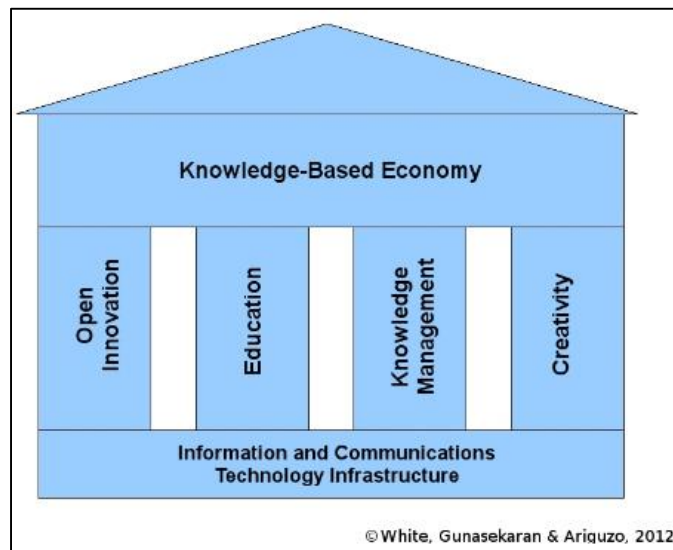 Knowledge-Based Economy
Open
Innovation
Education
Knowledge
Management
Creativity
Information and Communications
Technology Infrastructure
©White, Gunasekaran & Ariguzo, 2012